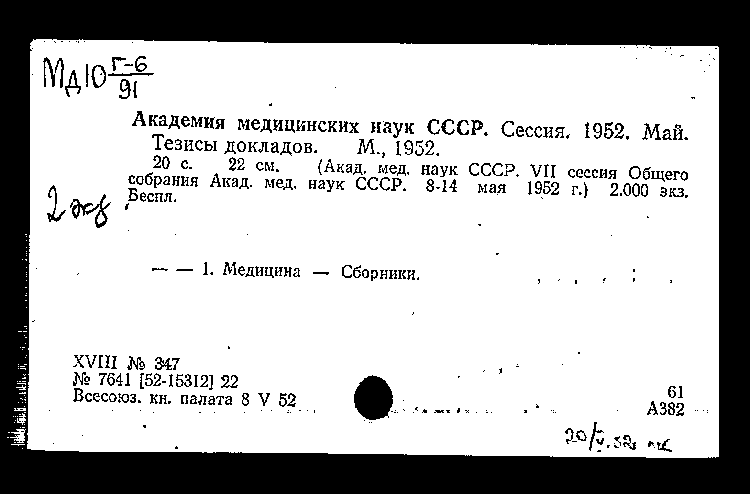 Мд10 Г-6
91
Академия медицинских наук СССР. Сессия. 1952. Май.
Тезисы докладов. М., 1952.
20 с. 22 см. (Акад. мед. наук СССР. VII сессия Общего
собрания Акад. мед. наук СССР. 8-14 мая 1952 г.) 2.000 экз.
Беспл.
2 экз
— — 1. Медицина — Сборники.
XVIII № 347
№ 7641 [52-15312] 22
Всесоюз. кн. палата 8 V 52
61
А382
20/V.52